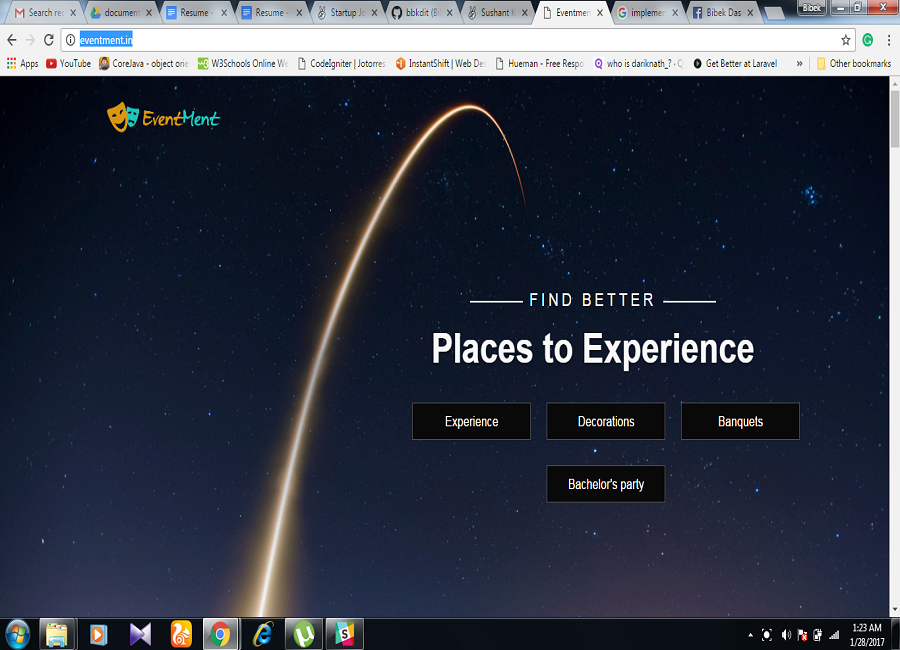 Search res
document
Resume -
Resume -
Startup Je
bbkdit (Bi
Sushant K
Eventmen
implemen
Bibek Das
Bibek
eventment.in
Apps
YouTube
CoreJava - object one
W3Schools Online We
CodeIgniter | Jotorres
InstantShift | Web Des
Hueman - Free Respo
who is dariknath_? - Q
Get Better at Laravel
»
Other bookmarks
EventMent
FIND BETTER
Places to Experience
Experience
Decorations
Banquets
Bachelor's party
1:23 AM
1/28/2017